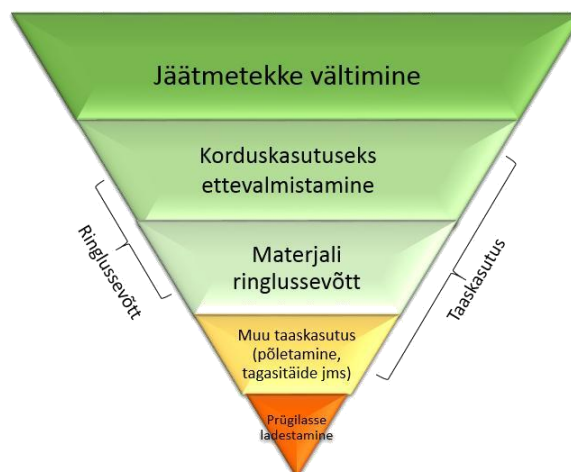 Jäätmetekke vältimine
Korduskasutuseks
ettevalmistamine
Ringlussevõtt
Materjali
ringlussevõtt
Taaskasutus
Muu taaskasutus
(põletamine,
tagasitäide jms)
Prügilasse
ladestamine